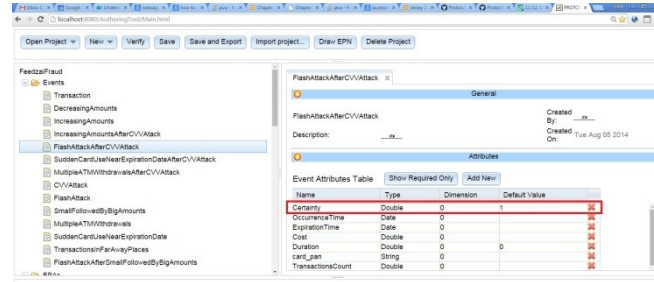 localhost:8080/AuthoringTool/Main.html
Open Project New Verify Save Save and Export Import project... Draw EPN Delete Project
FeedzaiFraud
Events
Transaction
DecreasingAmounts
IncreasingAmounts
IncreasingAmountsAfterCVVAttack
FlashAttackAfterCVVAttack
SuddenCardUseNearExpirationDateAfterCVVAttack
MultipleATMWithdrawalsAfterCVVAttack
CVVAttack
FlashAttack
SmallFollowedByBigAmounts
MultipleATMWithdrawals
SuddenCardUseNearExpirationDate
TransactionsInFarAwayPlaces
FlashAttackAfterSmallFollowedByBigAmounts
EPAs
FlashAttackAfterCVVAttack
General
FlashAttackAfterCVVAttack Created By:
Description: Created On: Tue Aug 05 2014
Attributes
Event Attributes Table Show Required Only Add New
Name Type Dimension Default Value
Certainty Double 0 1
OccurrenceTime Date 0
ExpirationTime Date 0
Cost Double 0
Duration Double 0 0
card_pan String 0
TransactionsCount Double 0